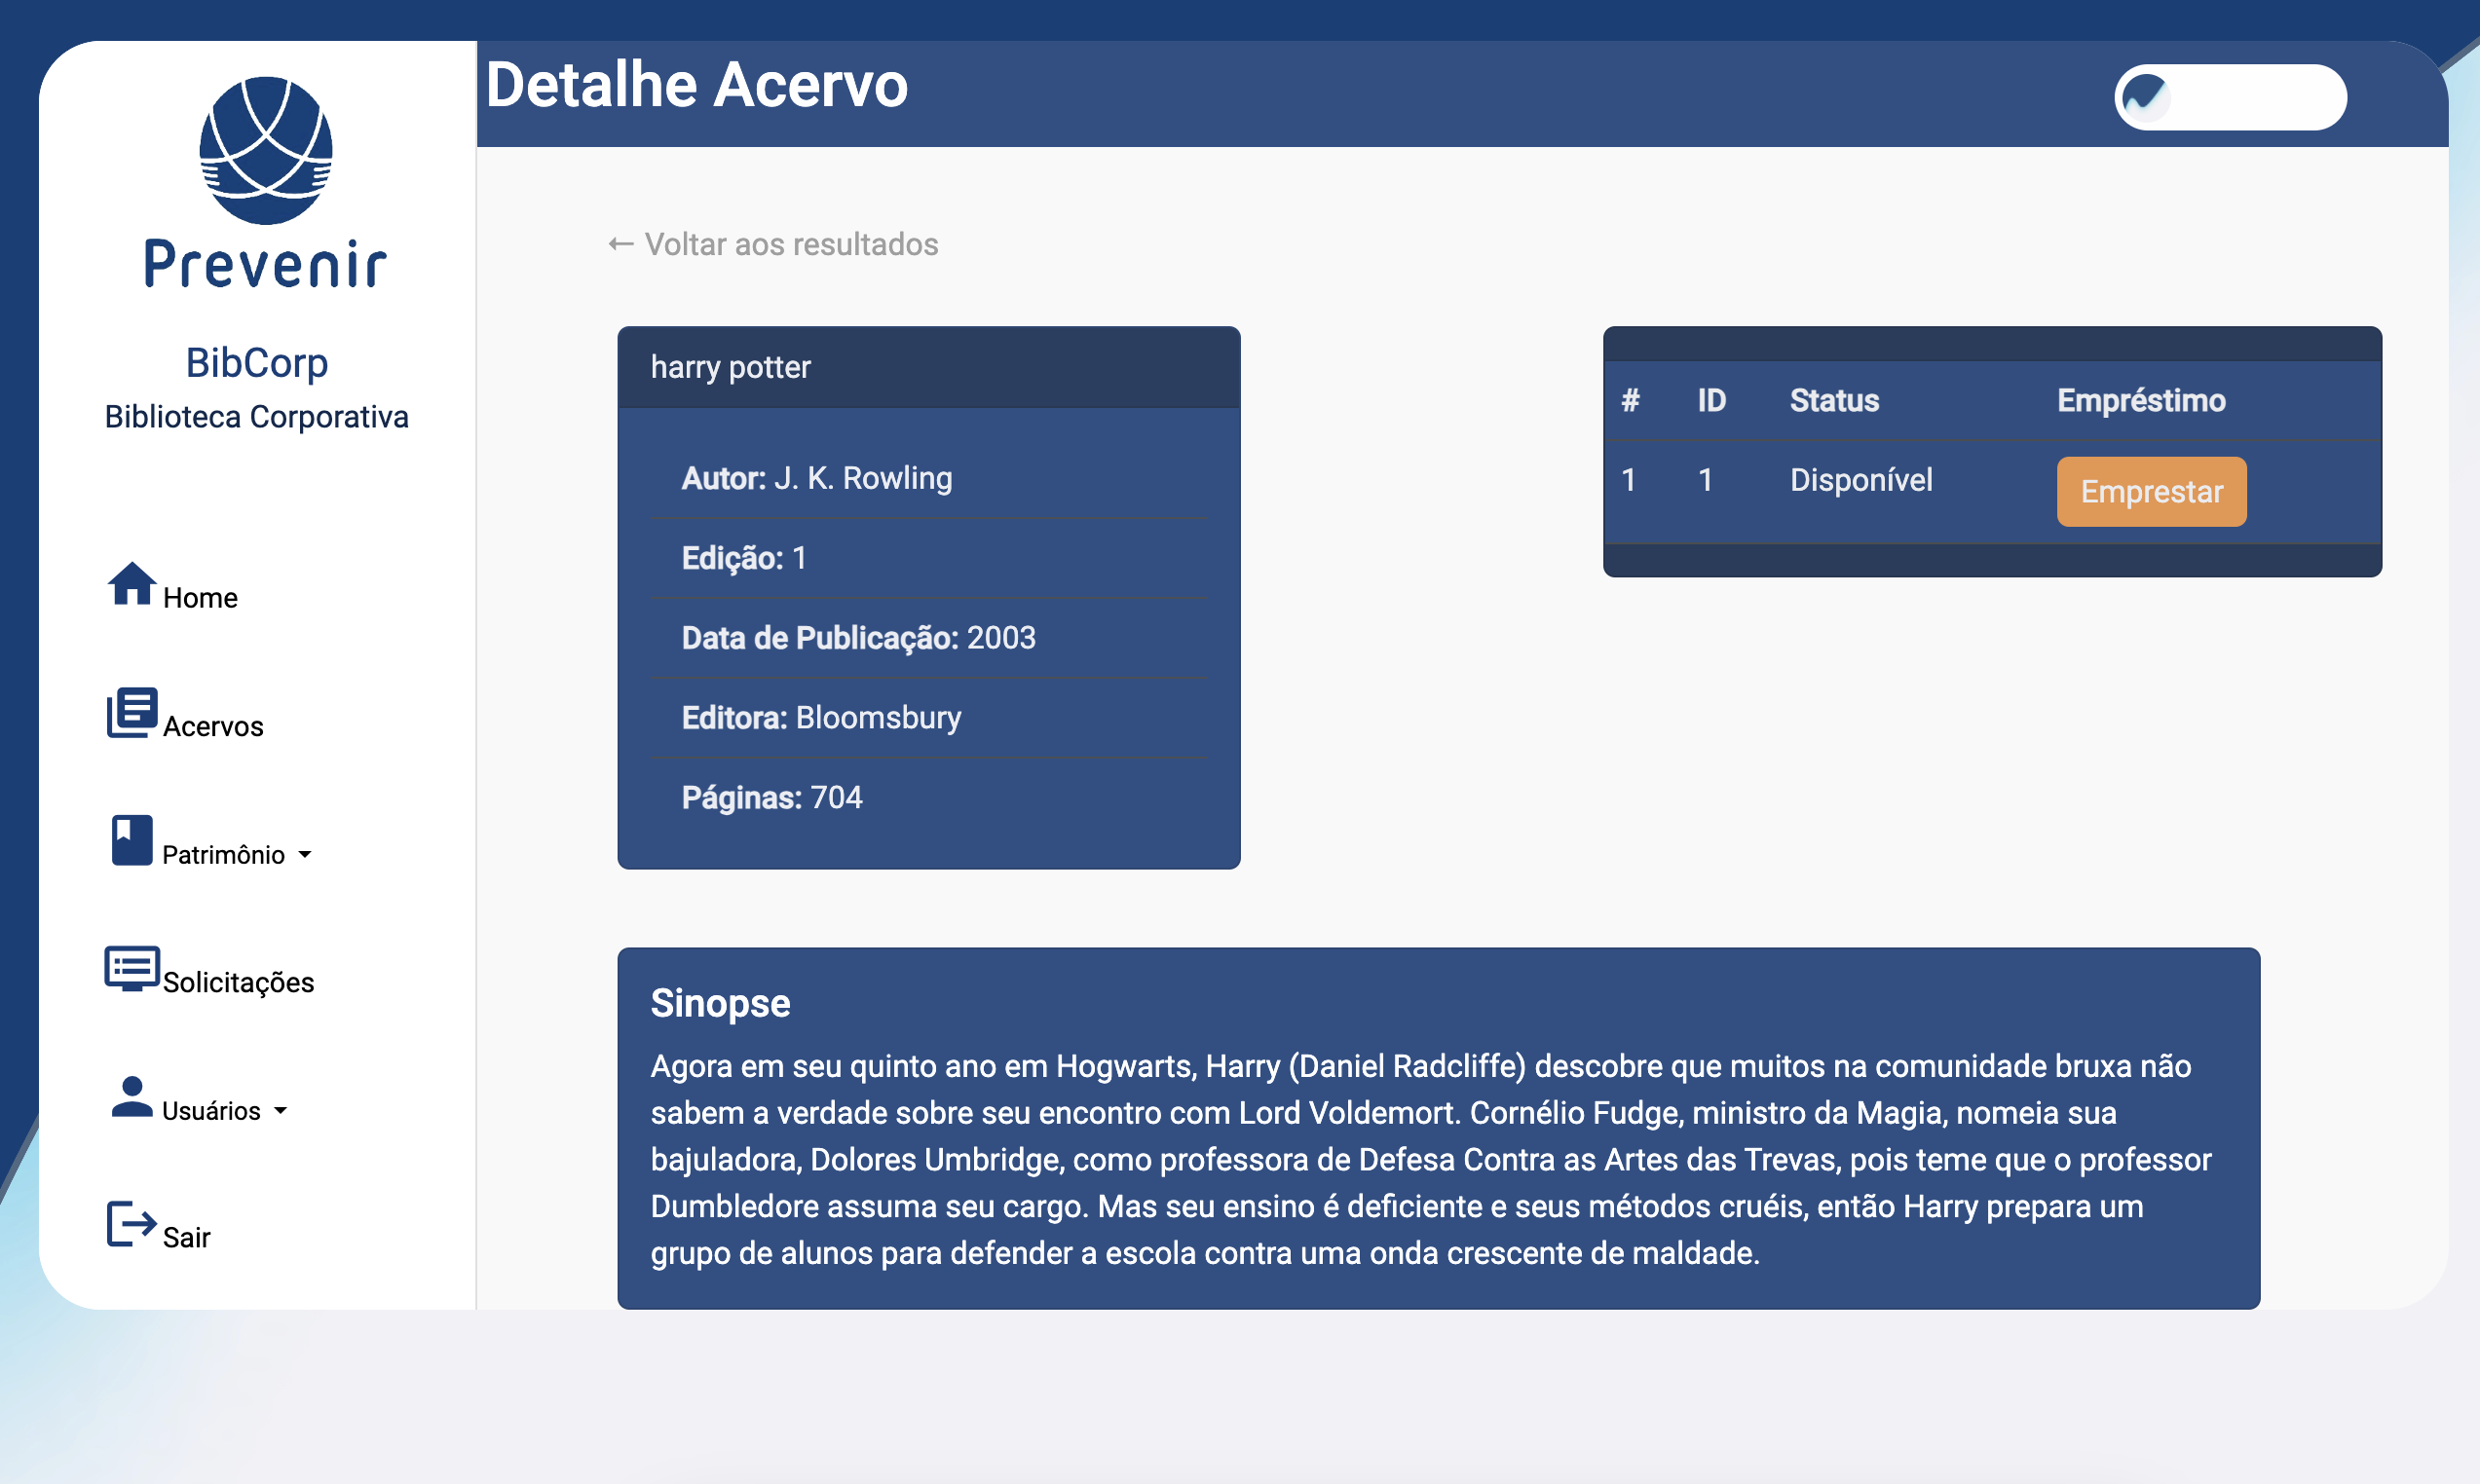 Prevenir
BibCorp
Biblioteca Corporativa
Home
Acervos
Patrimônio
Solicitações
Usuários
Sair
Detalhe Acervo
← Voltar aos resultados
harry potter
Autor: J. K. Rowling
Edição: 1
Data de Publicação: 2003
Editora: Bloomsbury
Páginas: 704
# ID Status Empréstimo
1 1 Disponível Emprestar
Sinopse
Agora em seu quinto ano em Hogwarts, Harry (Daniel Radcliffe) descobre que muitos na comunidade bruxa não
sabem a verdade sobre seu encontro com Lord Voldemort. Cornélio Fudge, ministro da Magia, nomeia sua
bajuladora, Dolores Umbridge, como professora de Defesa Contra as Artes das Trevas, pois teme que o professor
Dumbledore assuma seu cargo. Mas seu ensino é deficiente e seus métodos cruéis, então Harry prepara um
grupo de alunos para defender a escola contra uma onda crescente de maldade.